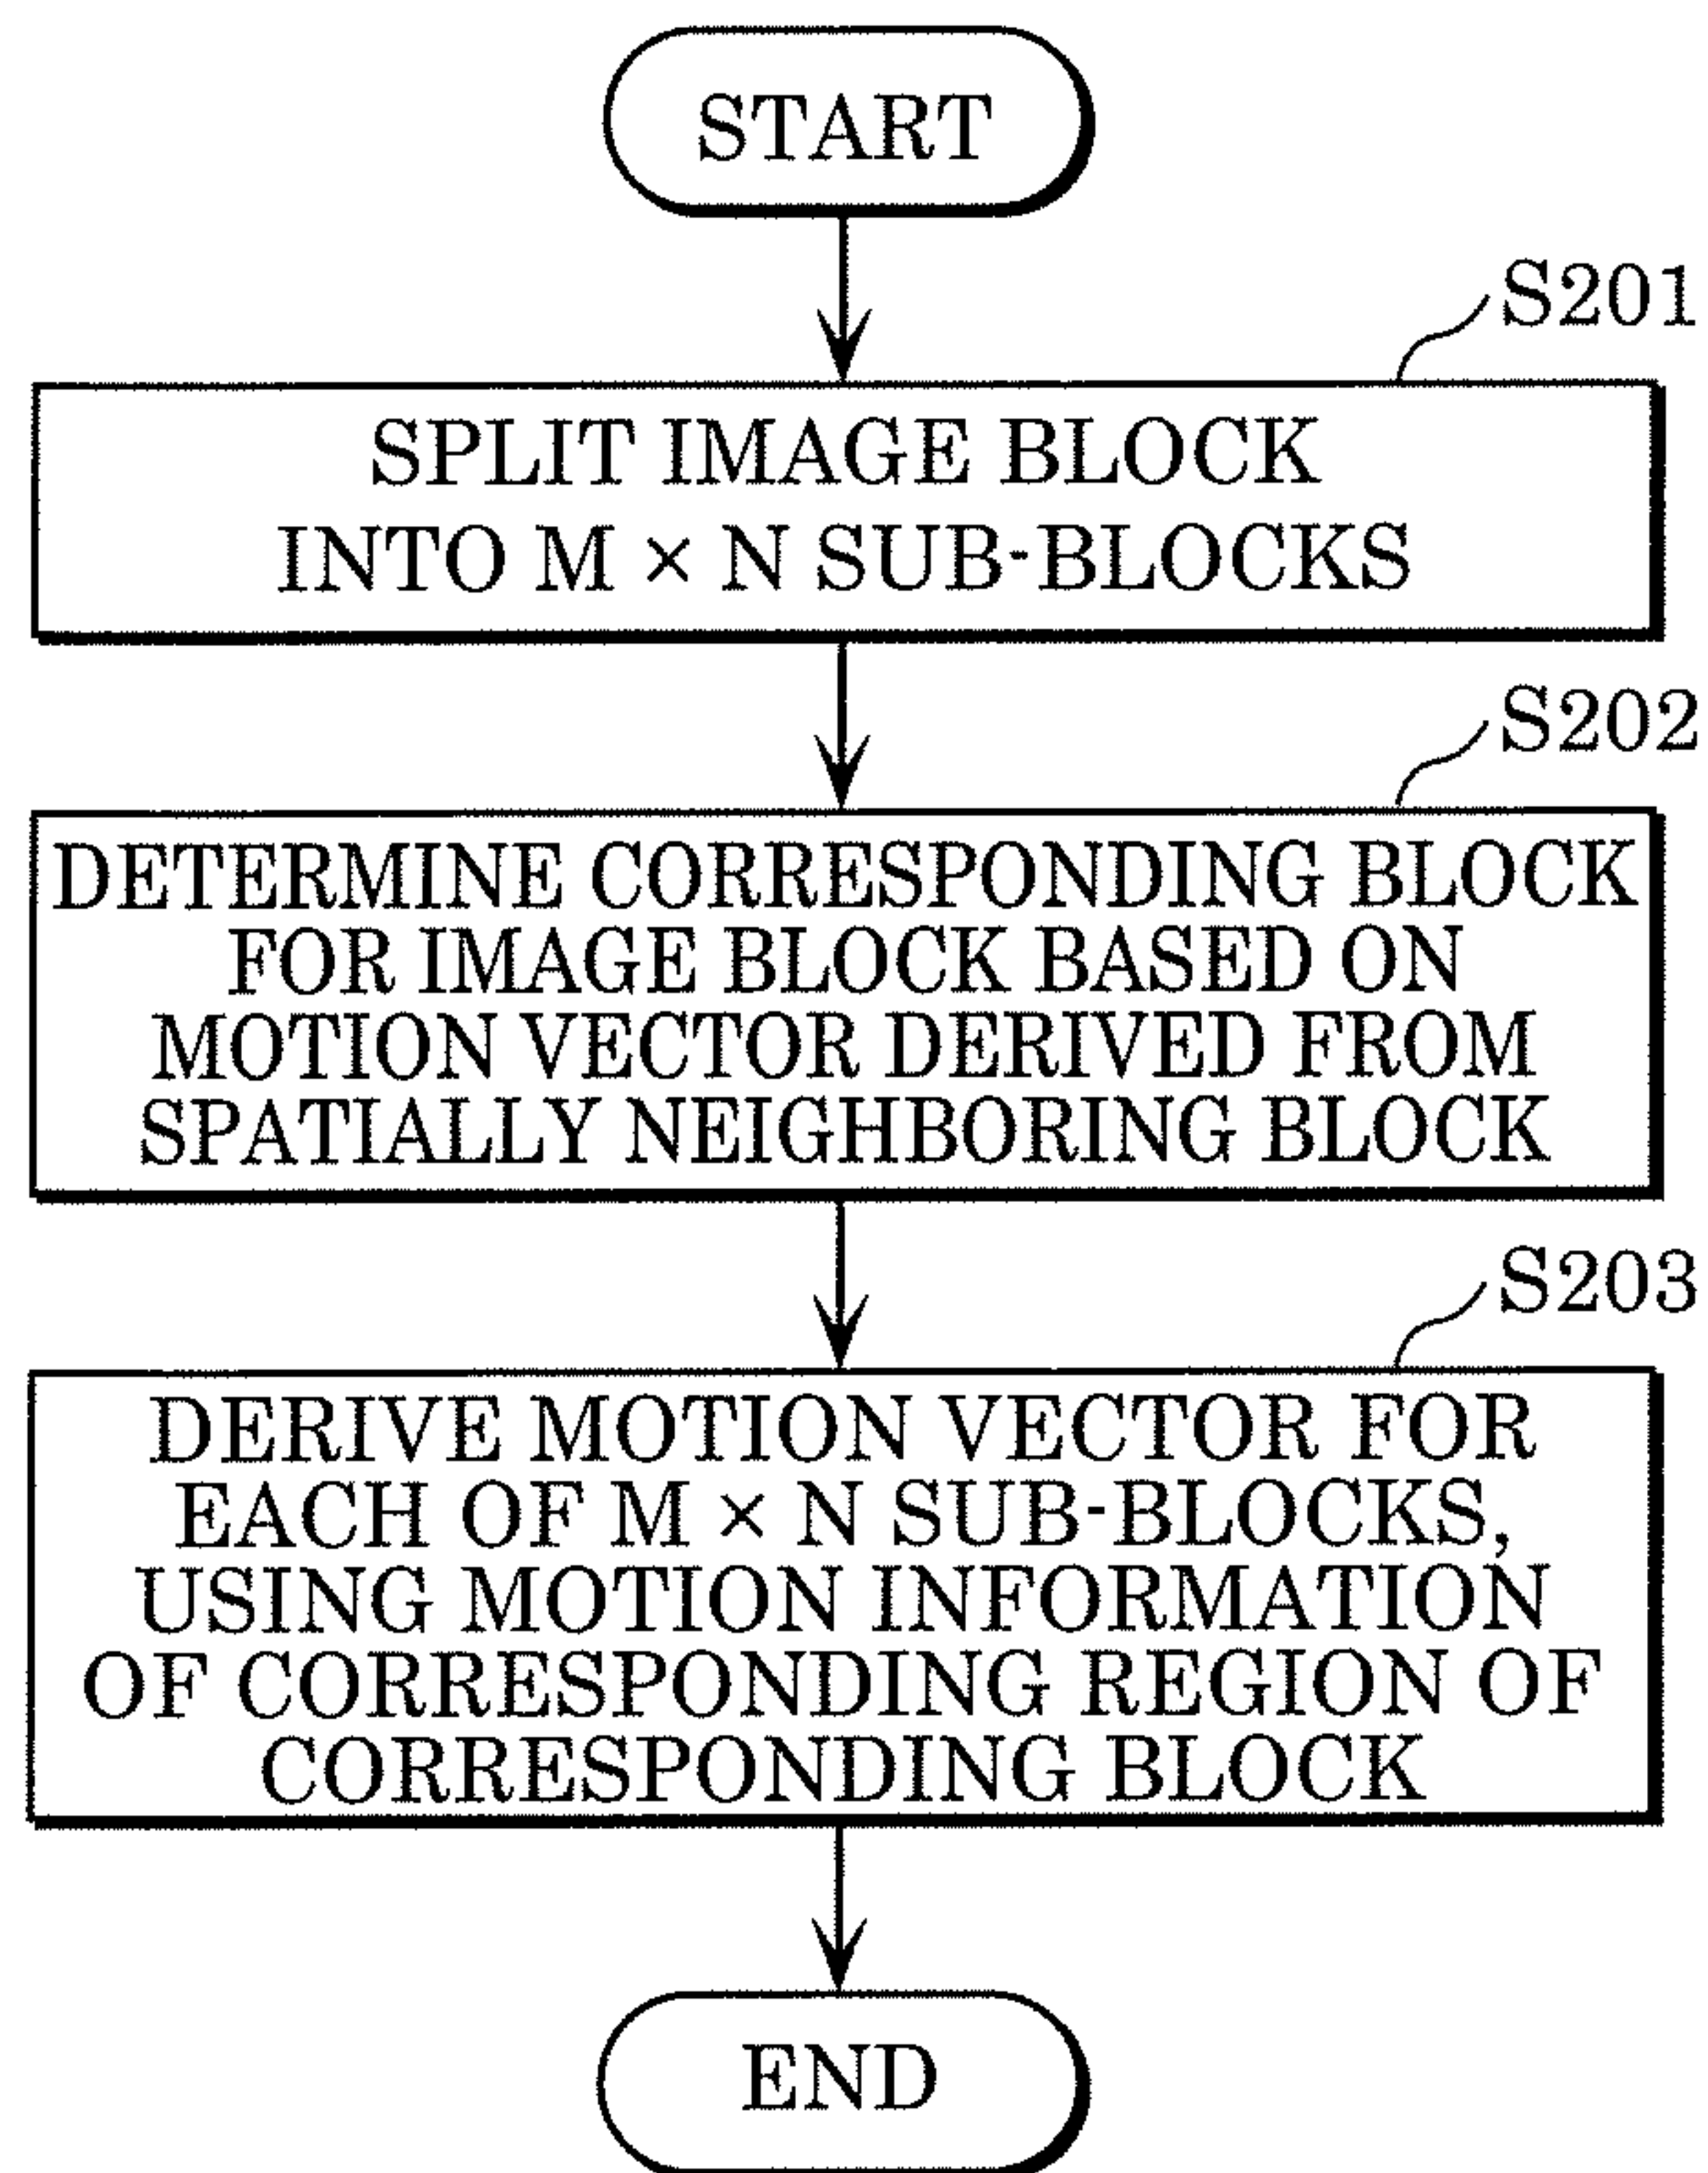 START
S201
SPLIT IMAGE BLOCK
INTO M × N SUB-BLOCKS
S202
DETERMINE CORRESPONDING BLOCK
FOR IMAGE BLOCK BASED ON
MOTION VECTOR DERIVED FROM
SPATIALLY NEIGHBORING BLOCK
S203
DERIVE MOTION VECTOR FOR
EACH OF M × N SUB-BLOCKS,
USING MOTION INFORMATION
OF CORRESPONDING REGION OF
CORRESPONDING BLOCK
END